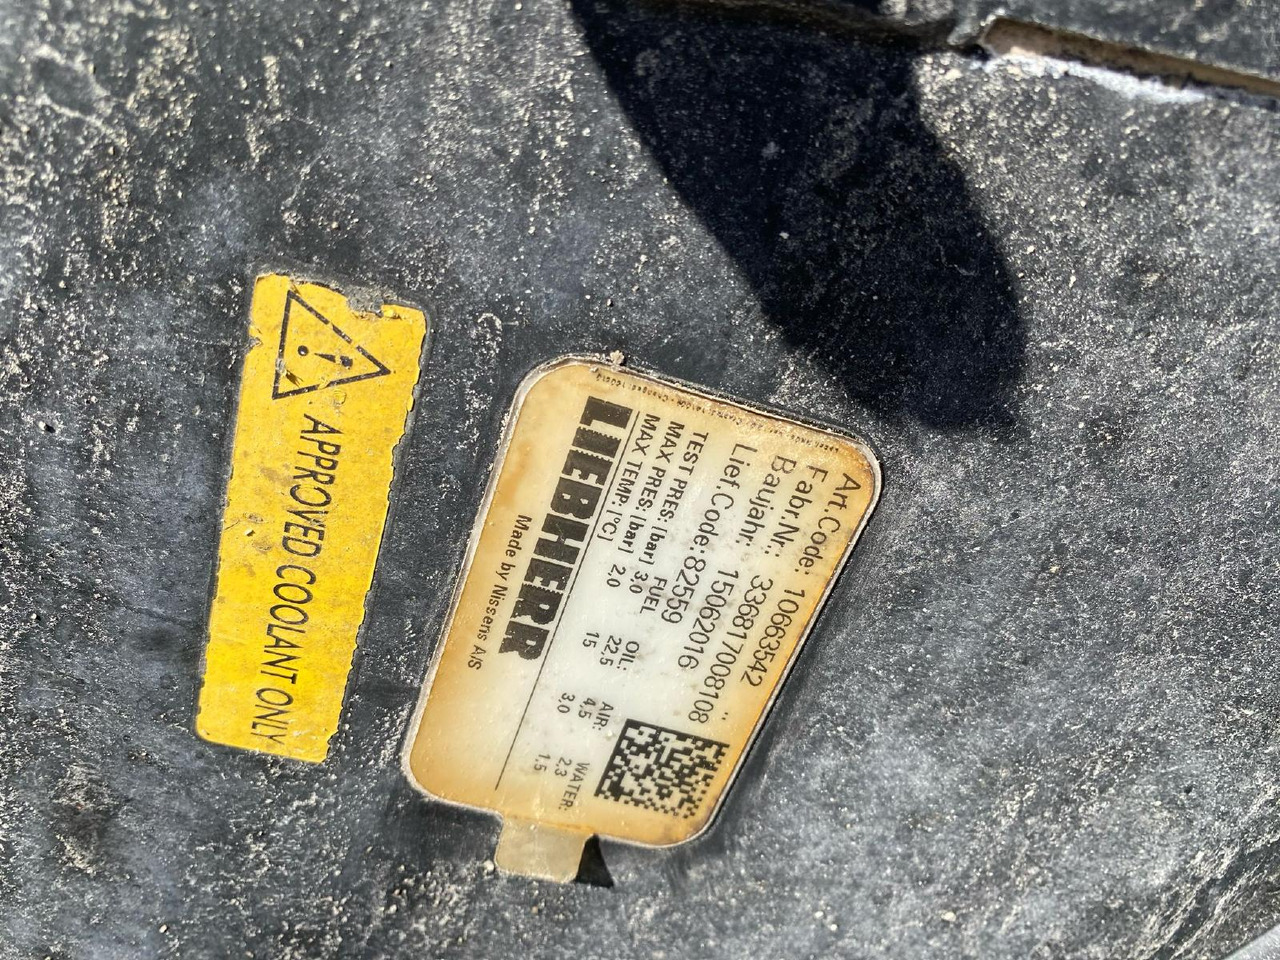 APPROVED COOLANT ONLY
Art.Code: 10663542
Fabr.Nr.: 336817008108
Baujahr: 15062016
Lief.Code: 82559
FUEL OIL: AIR: WATER:
TEST PRES: [bar] 3.0 22.5 4.5 2.3
MAX PRES: [bar] 2.0 15 3.0 1.5
MAX TEMP: [°C]
LIEBHERR
Made by Nissens A/S